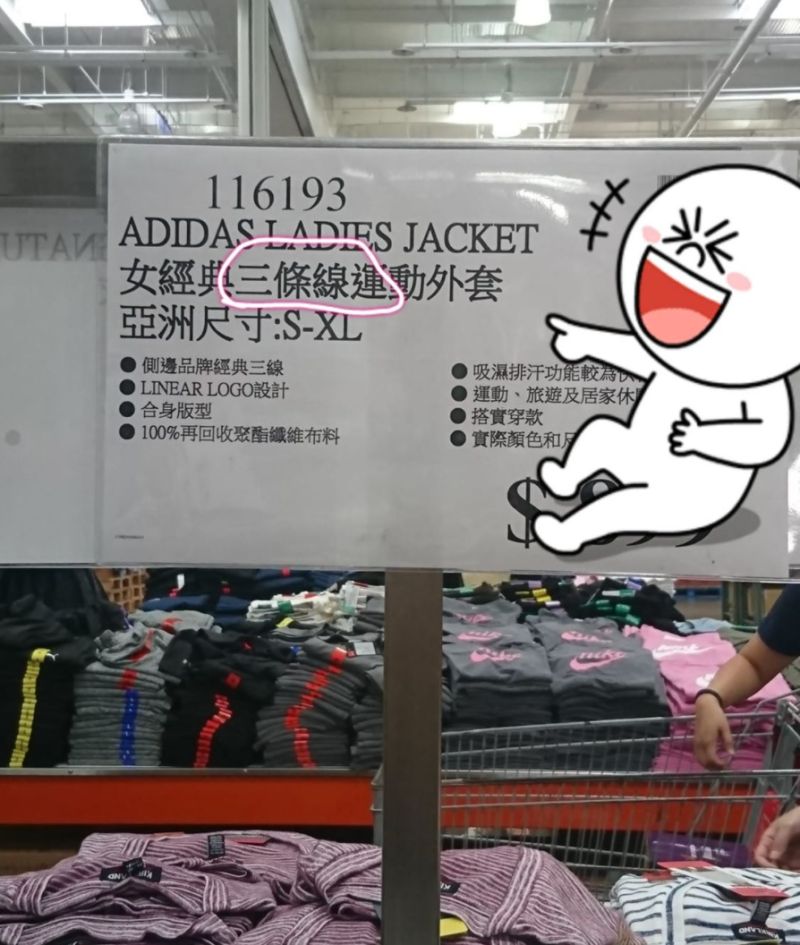 116193
ADIDAS LADIES JACKET
女經典三條線運動外套
亞洲尺寸:S-XL
側邊品牌經典三線
LINEAR LOGO設計
合身版型
100%再回收聚酯纖維布料
吸濕排汗功能較為
運動、旅遊及居家休
搭實穿款
實際顏色和
$
NIKE
KIRKLAND
KIRKLAND